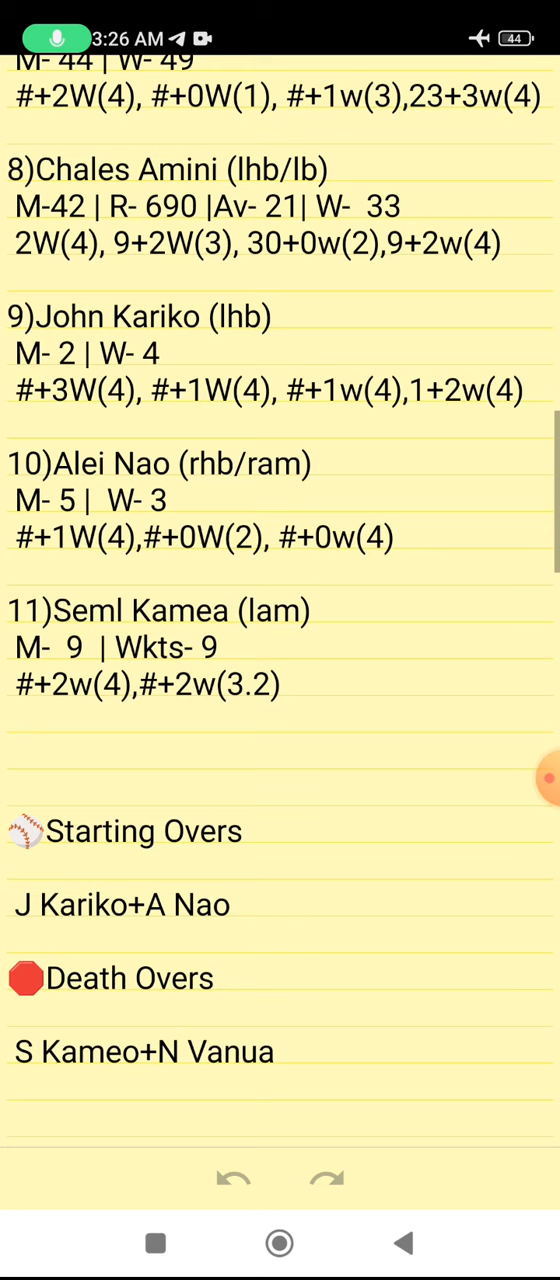 3:26 AM
44
M- 44 | W- 49
#+2W(4), #+0W(1), #+1w(3),23+3w(4)
8)Chales Amini (lhb/lb)
M-42 | R- 690 |Av- 21| W- 33
2W(4), 9+2W(3), 30+0w(2),9+2w(4)
9)John Kariko (lhb)
M- 2 | W- 4
#+3W(4), #+1W(4), #+1w(4),1+2w(4)
10)Alei Nao (rhb/ram)
M- 5 | W- 3
#+1W(4),#+0W(2), #+0w(4)
11)Seml Kamea (lam)
M- 9 | Wkts- 9
#+2w(4),#+2w(3.2)
Starting Overs
J Kariko+A Nao
Death Overs
S Kameo+N Vanua